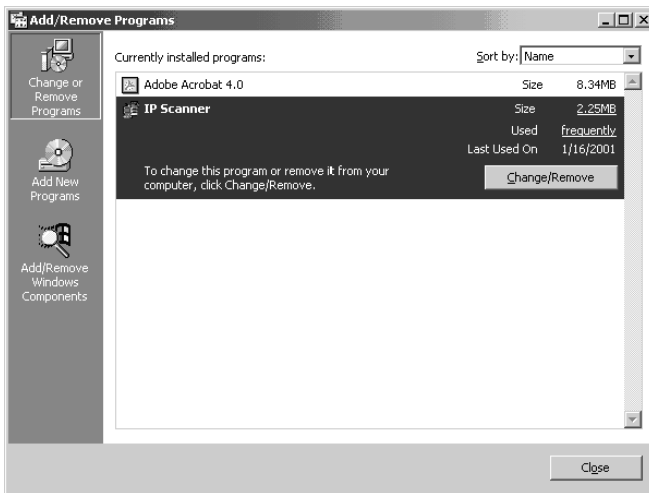 Add/Remove Programs
Change or
Remove
Programs
Add New
Programs
Add/Remove
Windows
Components
Currently installed programs:
Sort by: Name
Adobe Acrobat 4.0 Size 8.34MB
IP Scanner Size 2.25MB
Used frequently
Last Used On 1/16/2001
To change this program or remove it from your
computer, click Change/Remove.
Change/Remove
Close